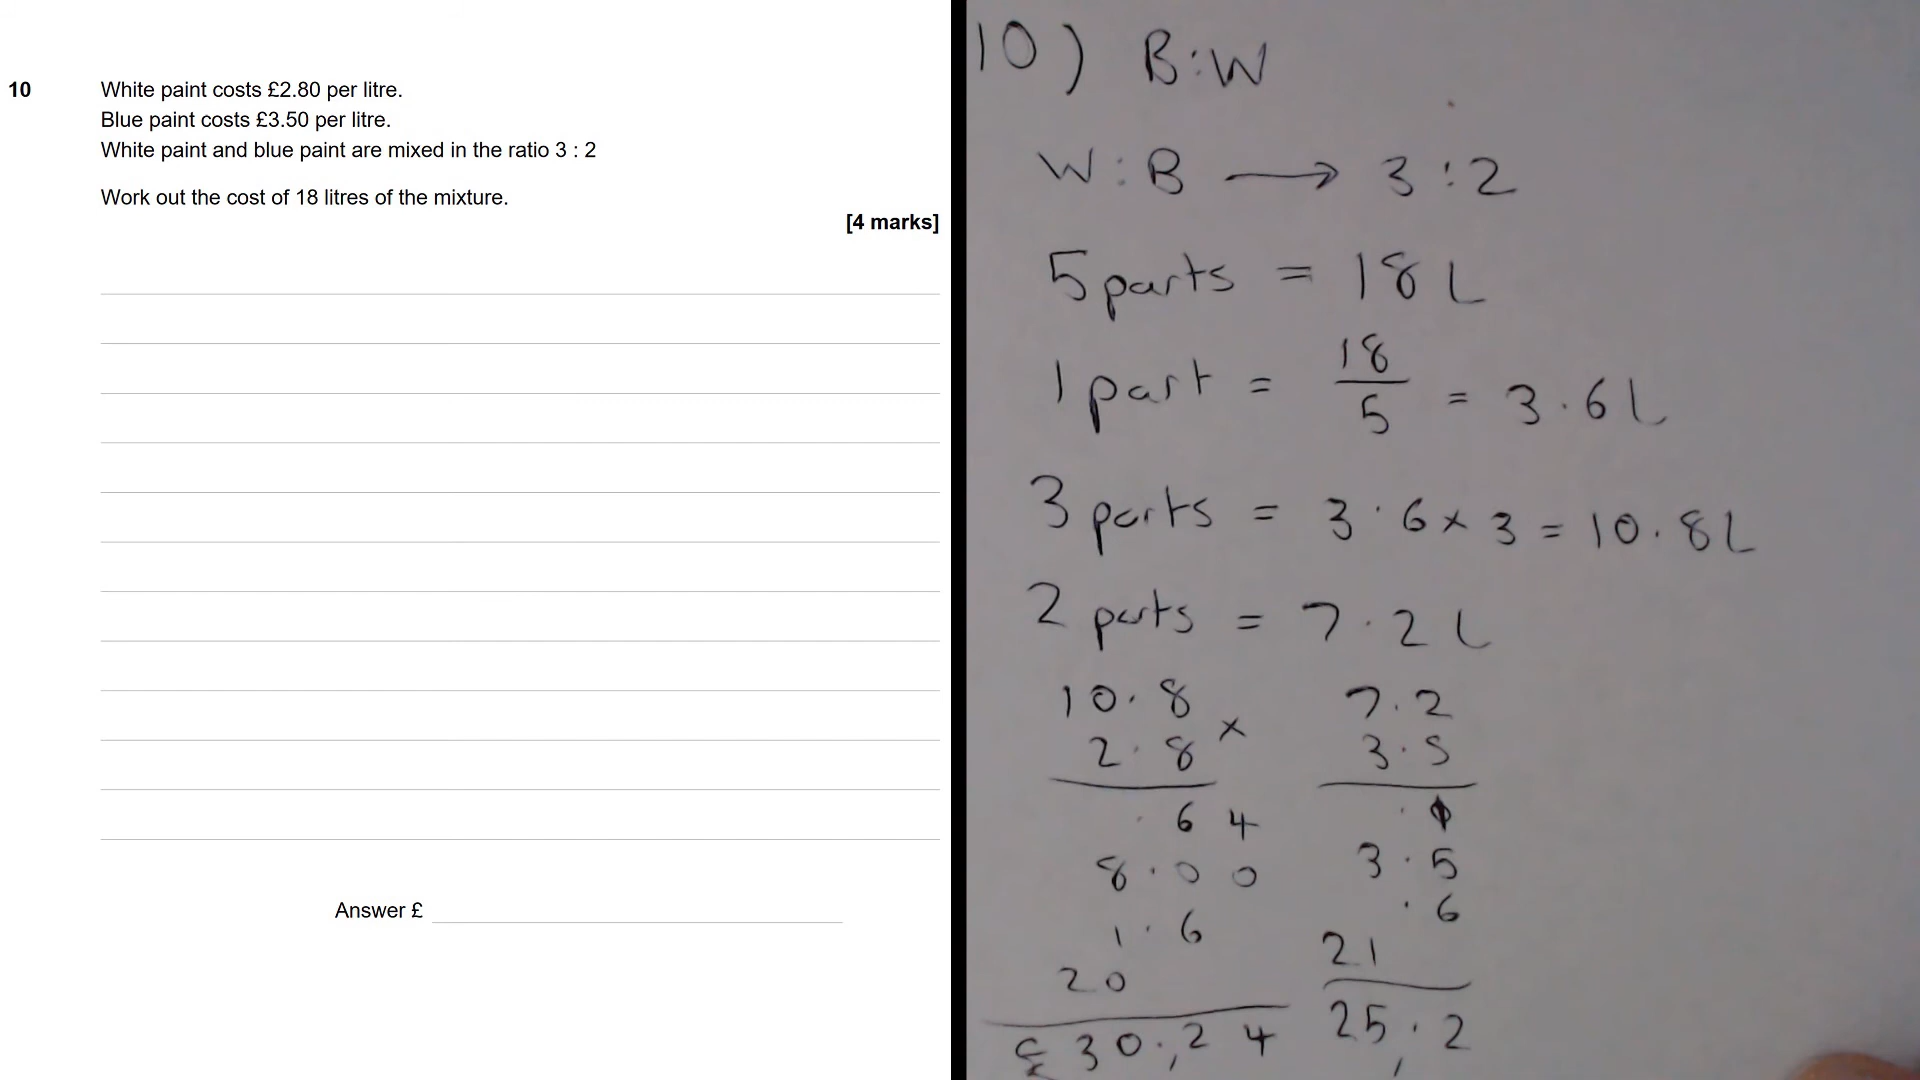 10 White paint costs £2.80 per litre.
Blue paint costs £3.50 per litre.
White paint and blue paint are mixed in the ratio 3 : 2
Work out the cost of 18 litres of the mixture.
[4 marks]
Answer £
10) B:W
W:B → 3:2
5 parts = 18 L
1 part = 18/5 = 3.6 L
3 parts = 3.6 x 3 = 10.8 L
2 parts = 7.2 L
10.8 x
2.8
.64
8.00
1.6
20
£30.24
7.2
3.5
3.5
.6
21
25.2